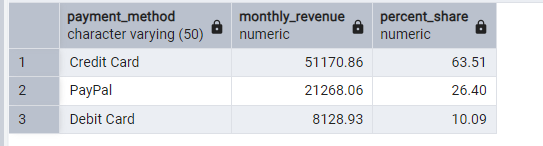 payment_method monthly_revenue percent_share
character varying (50) numeric numeric
1 Credit Card 51170.86 63.51
2 PayPal 21268.06 26.40
3 Debit Card 8128.93 10.09